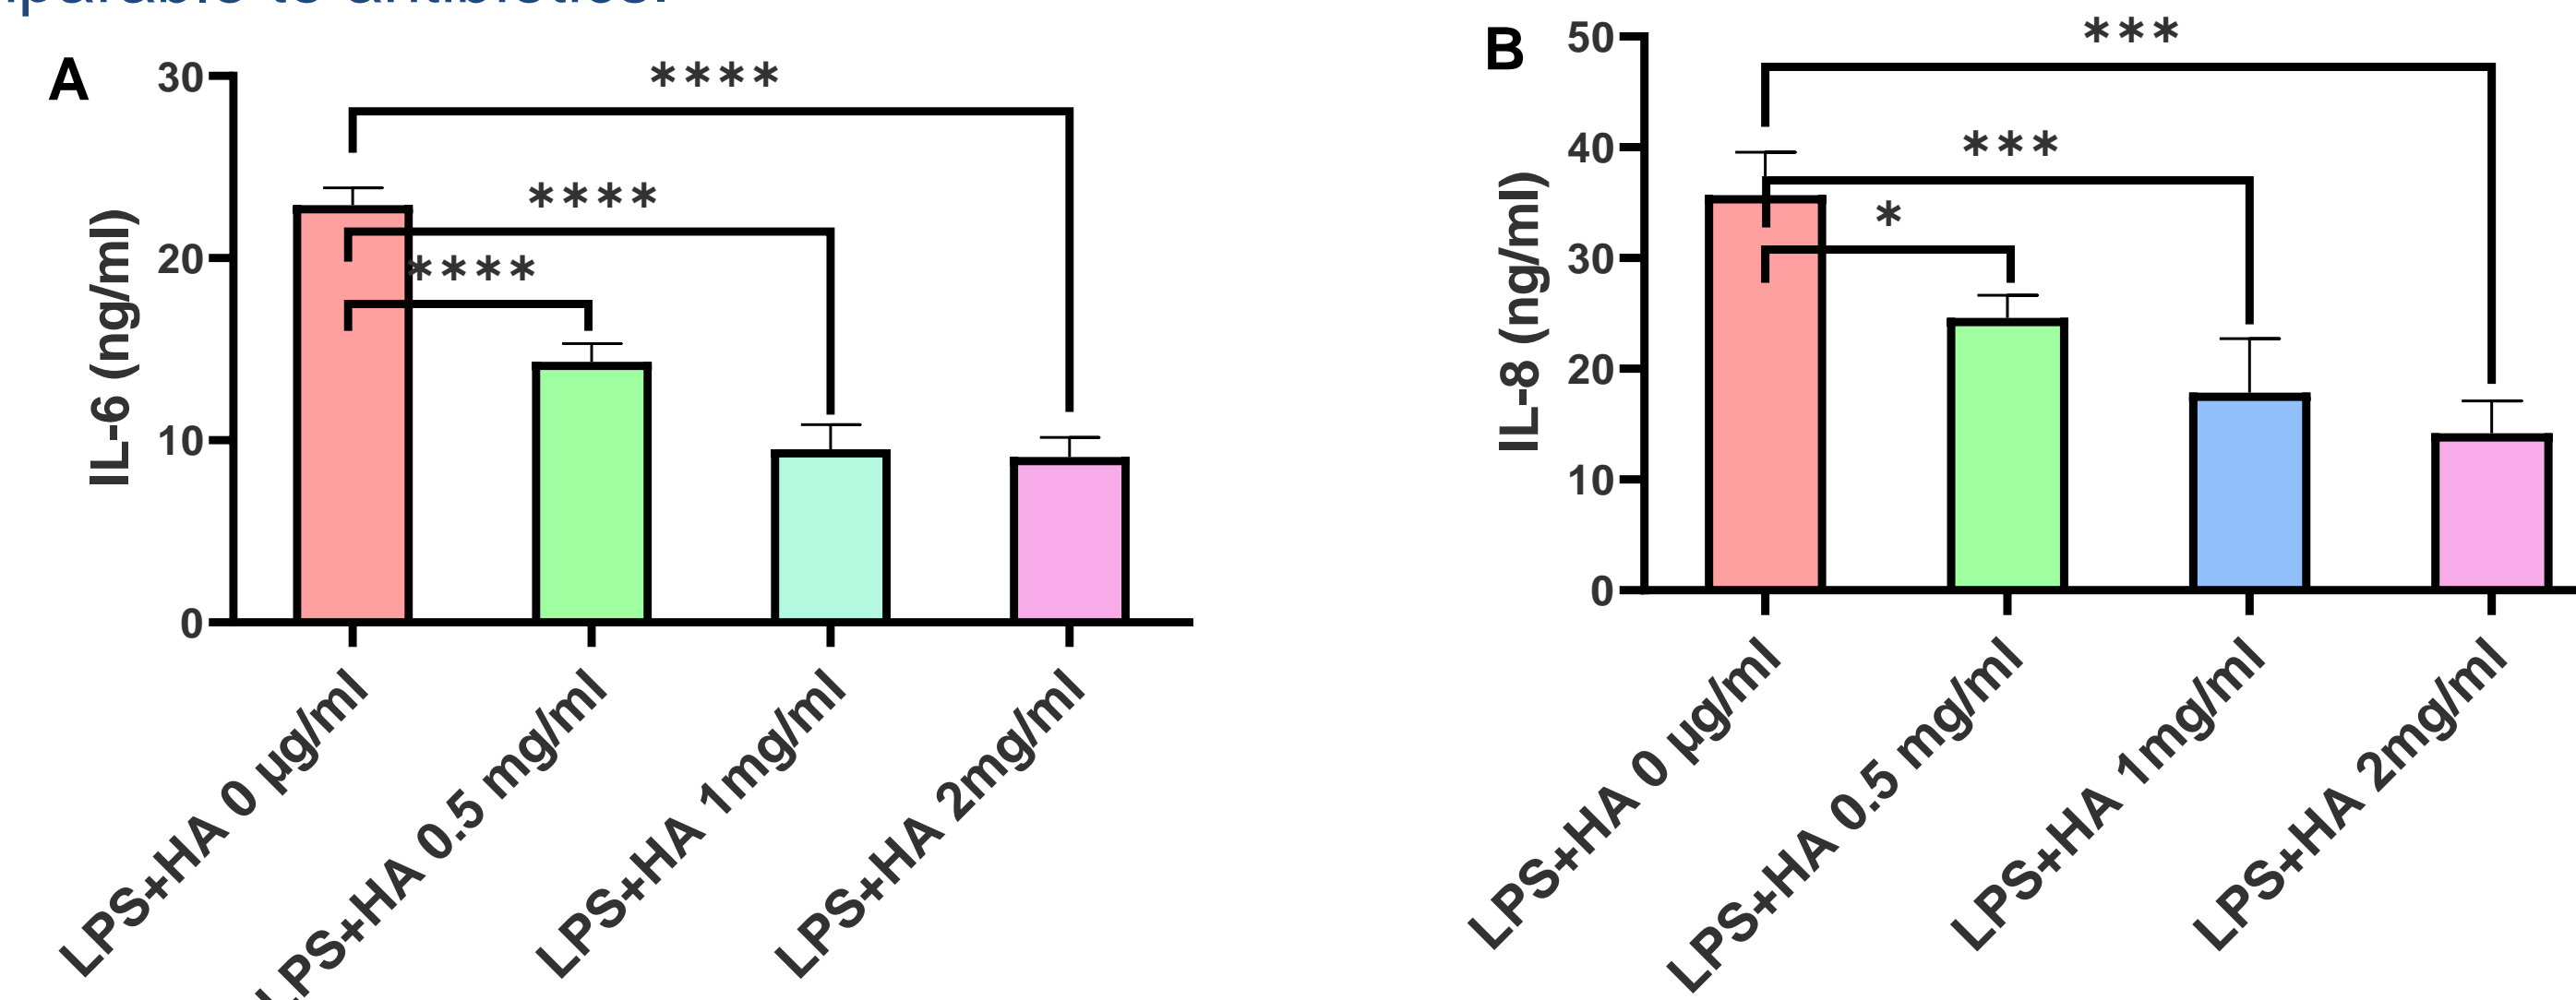 to antibiotics.
A
IL-6 (ng/ml)
30
20
10
0
****
****
****
LPS+HA 0 µg/ml
LPS+HA 0.5 mg/ml
LPS+HA 1mg/ml
LPS+HA 2mg/ml
B
IL-8 (ng/ml)
50
40
30
20
10
0
***
***
*
LPS+HA 0 µg/ml
LPS+HA 0.5 mg/ml
LPS+HA 1mg/ml
LPS+HA 2mg/ml